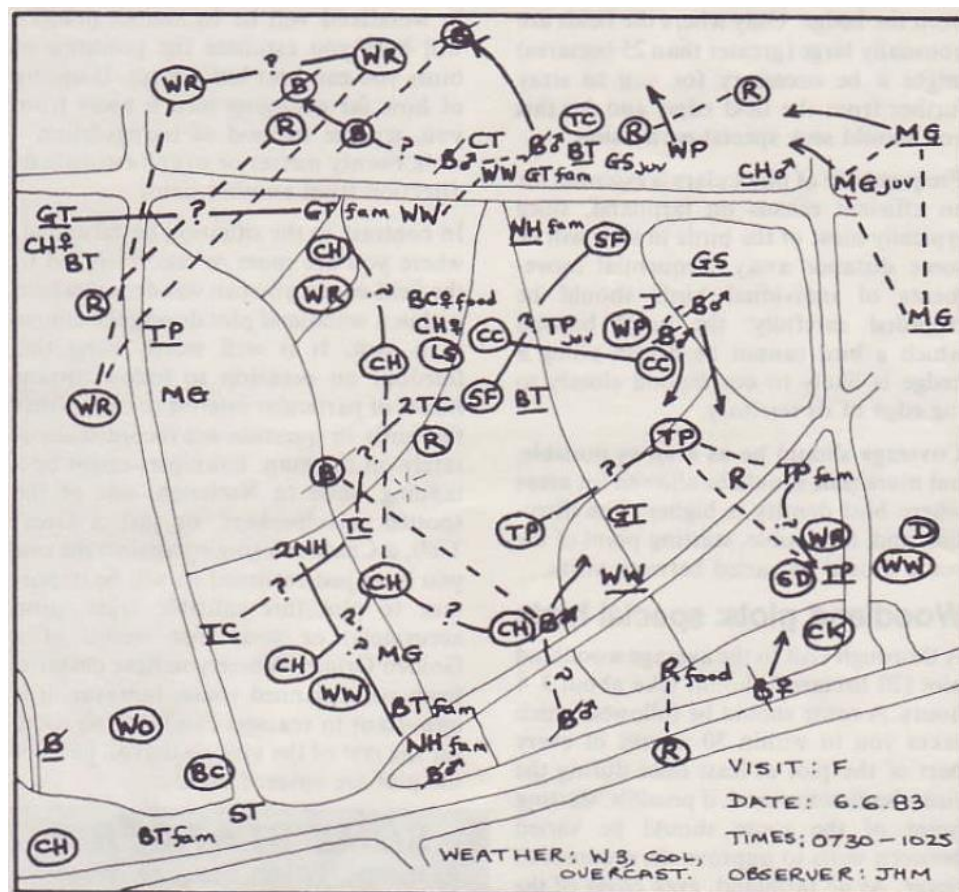 WR
WR
B
WR
B
R
B
?
?
CT
B♂
TC
BT
R
WP
R
MG
WW GT fam
GS juv
CH♂
MG juv
GT
?
GT fam WW
CH♀
BT
CH
NH fam
SF
GS
R
TP
WR
?
BC♀ food
CH♀
CC
?
TP juv
WP
J
B♂
B♂
CC
MG
WR
MG
CH
LS
2TC
SF
BT
R
TP
B
?
?
R
TP fam
TC
TP
GT
WR
D
2NH
SD
TP
WW
?
TC
CH
?
?
CH
WW
CK
CH
MG
?
B♂
R food
B♀
WW
BT fam
B
WO
NH fam
B♂
R
BC
ST
VISIT F
DATE: 6.6.83
CH
BT fam
WEATHER: W3, COOL,
OVERCAST.
TIMES: 0730-1025
OBSERVER: JHM